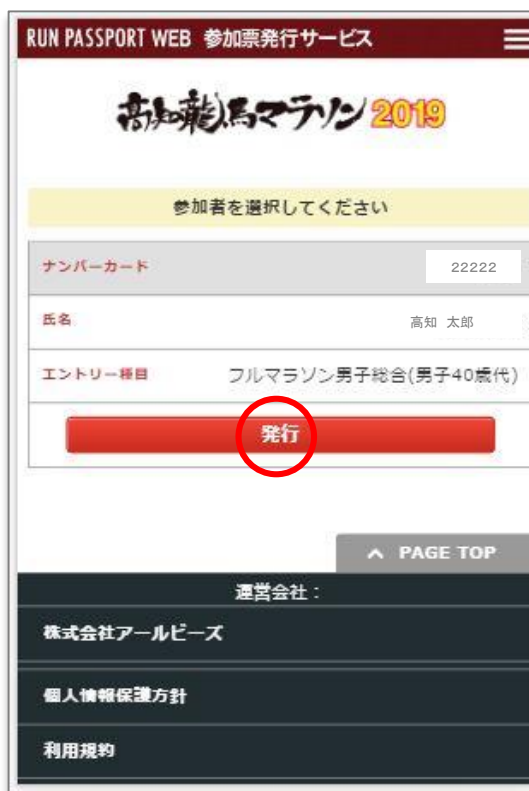 RUN PASSPORT WEB 参加票発行サービス
高知龍馬マラソン2019
参加者を選択してください
ナンバーカード 22222
氏名 高知 太郎
エントリー種目 フルマラソン男子総合(男子40歳代)
発行
PAGE TOP
運営会社：
株式会社アールビーズ
個人情報保護方針
利用規約